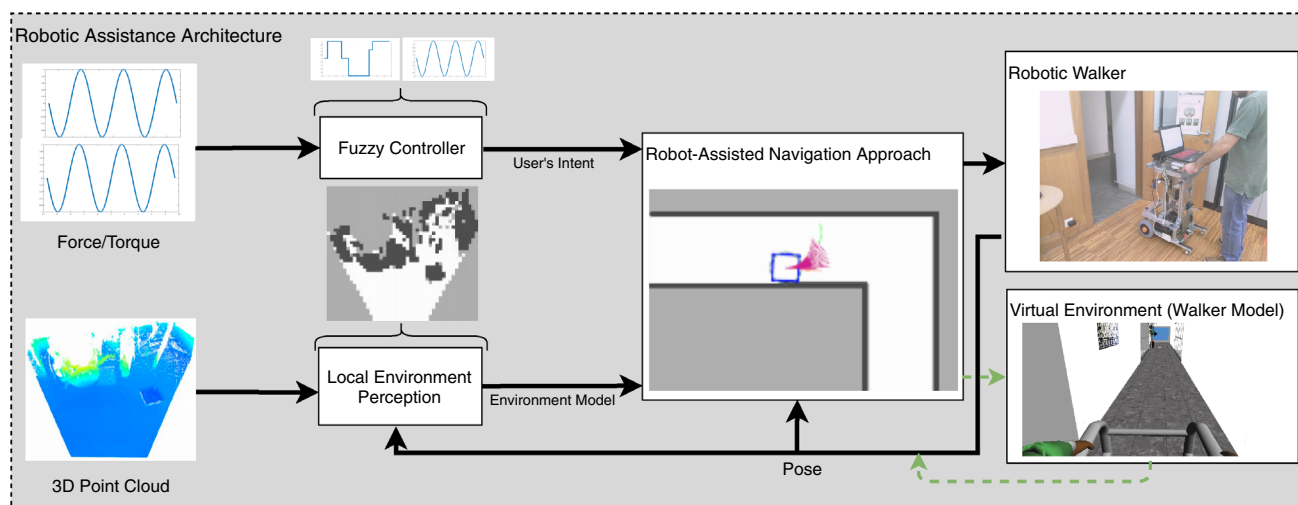 Robotic Assistance Architecture
Force/Torque
3D Point Cloud
Fuzzy Controller
User's Intent
Local Environment
Perception
Environment Model
Robot-Assisted Navigation Approach
Pose
Robotic Walker
Virtual Environment (Walker Model)